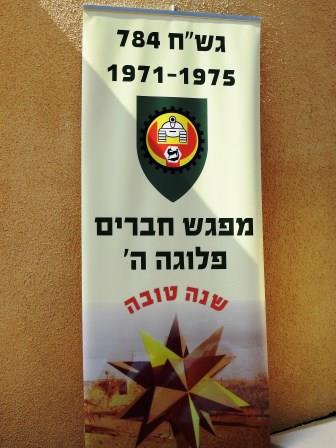 גש"ח 784
1971-1975
מפגש חברים
פלוגה ה'
שנה טובה